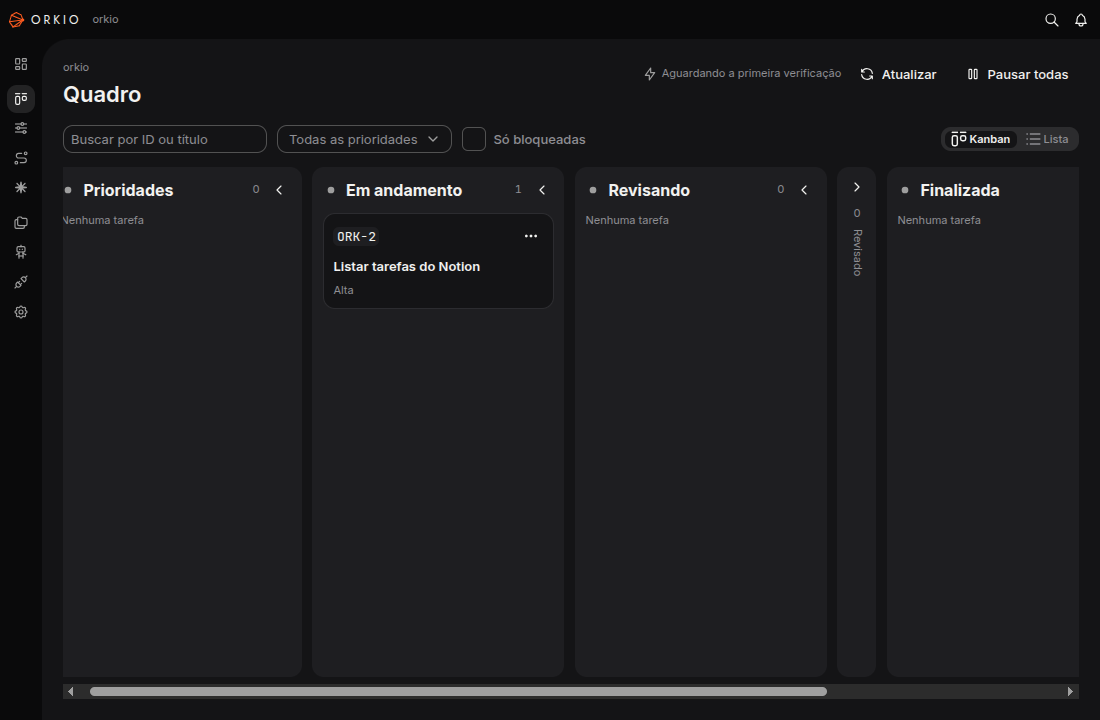 ORKIO orkio
orkio
Quadro
Aguardando a primeira verificação
Atualizar
Pausar todas
Buscar por ID ou título
Todas as prioridades
Só bloqueadas
Kanban
Lista
Prioridades 0
Nenhuma tarefa
Em andamento 1
ORK-2
Listar tarefas do Notion
Alta
Revisando 0
Nenhuma tarefa
0
Revisado
Finalizada
Nenhuma tarefa